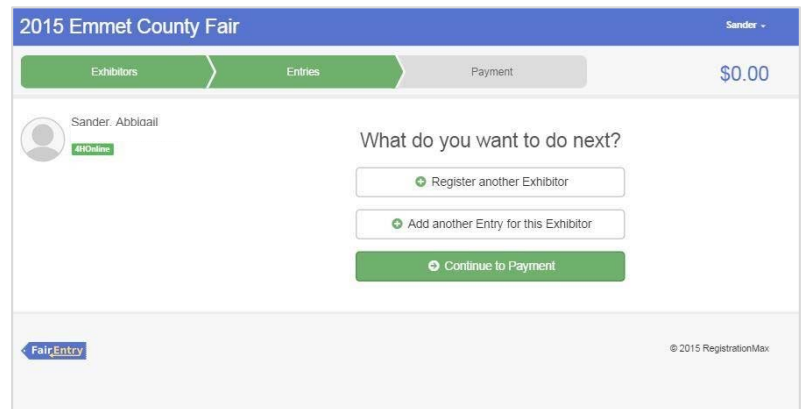 2015 Emmet County Fair
Sander
Exhibitors
Entries
Payment
$0.00
Sander, Abbigail
4HOnline
What do you want to do next?
Register another Exhibitor
Add another Entry for this Exhibitor
Continue to Payment
FairEntry
© 2015 RegistrationMax